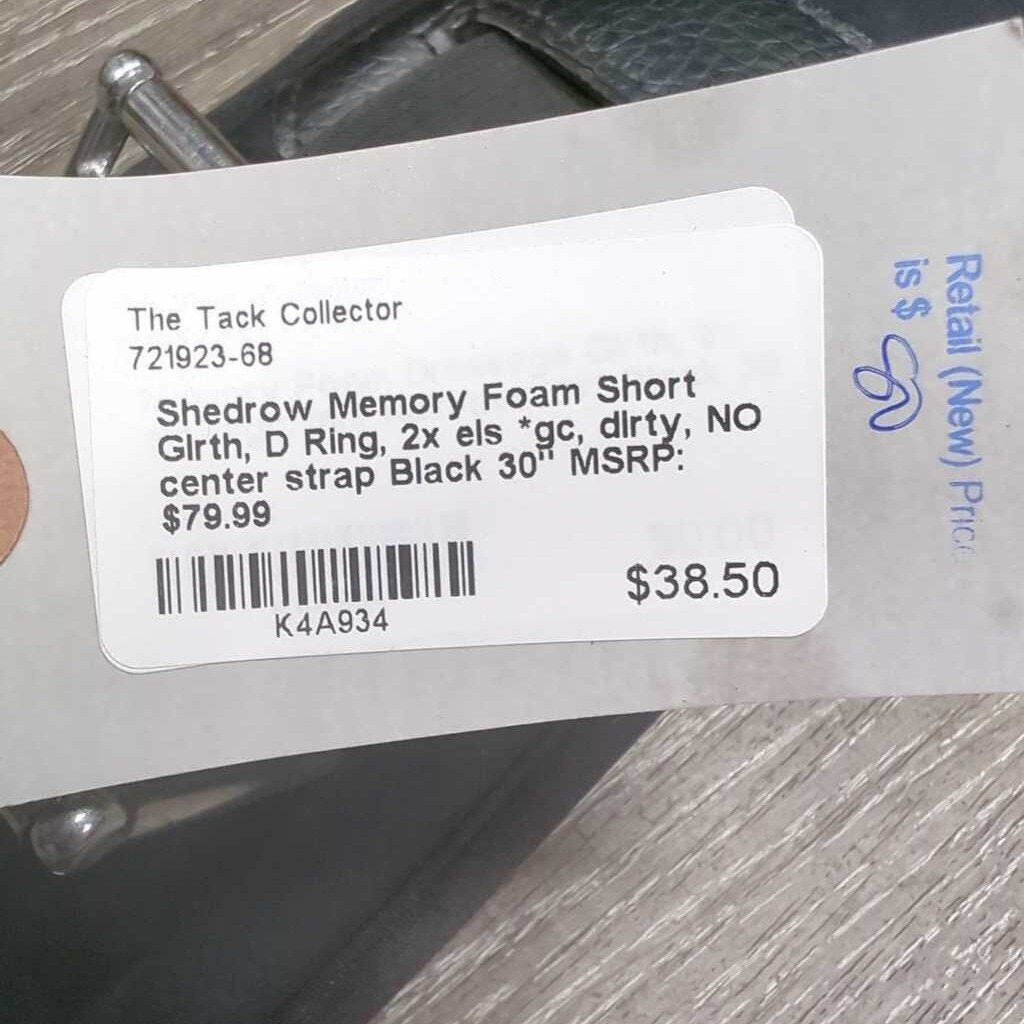 The Tack Collector
721923-68
Shedrow Memory Foam Short
Girth, D Ring, 2x els *gc, dirty, NO
center strap Black 30" MSRP:
$79.99
K4A934
$38.50
Retail (New) Price
is $ 80